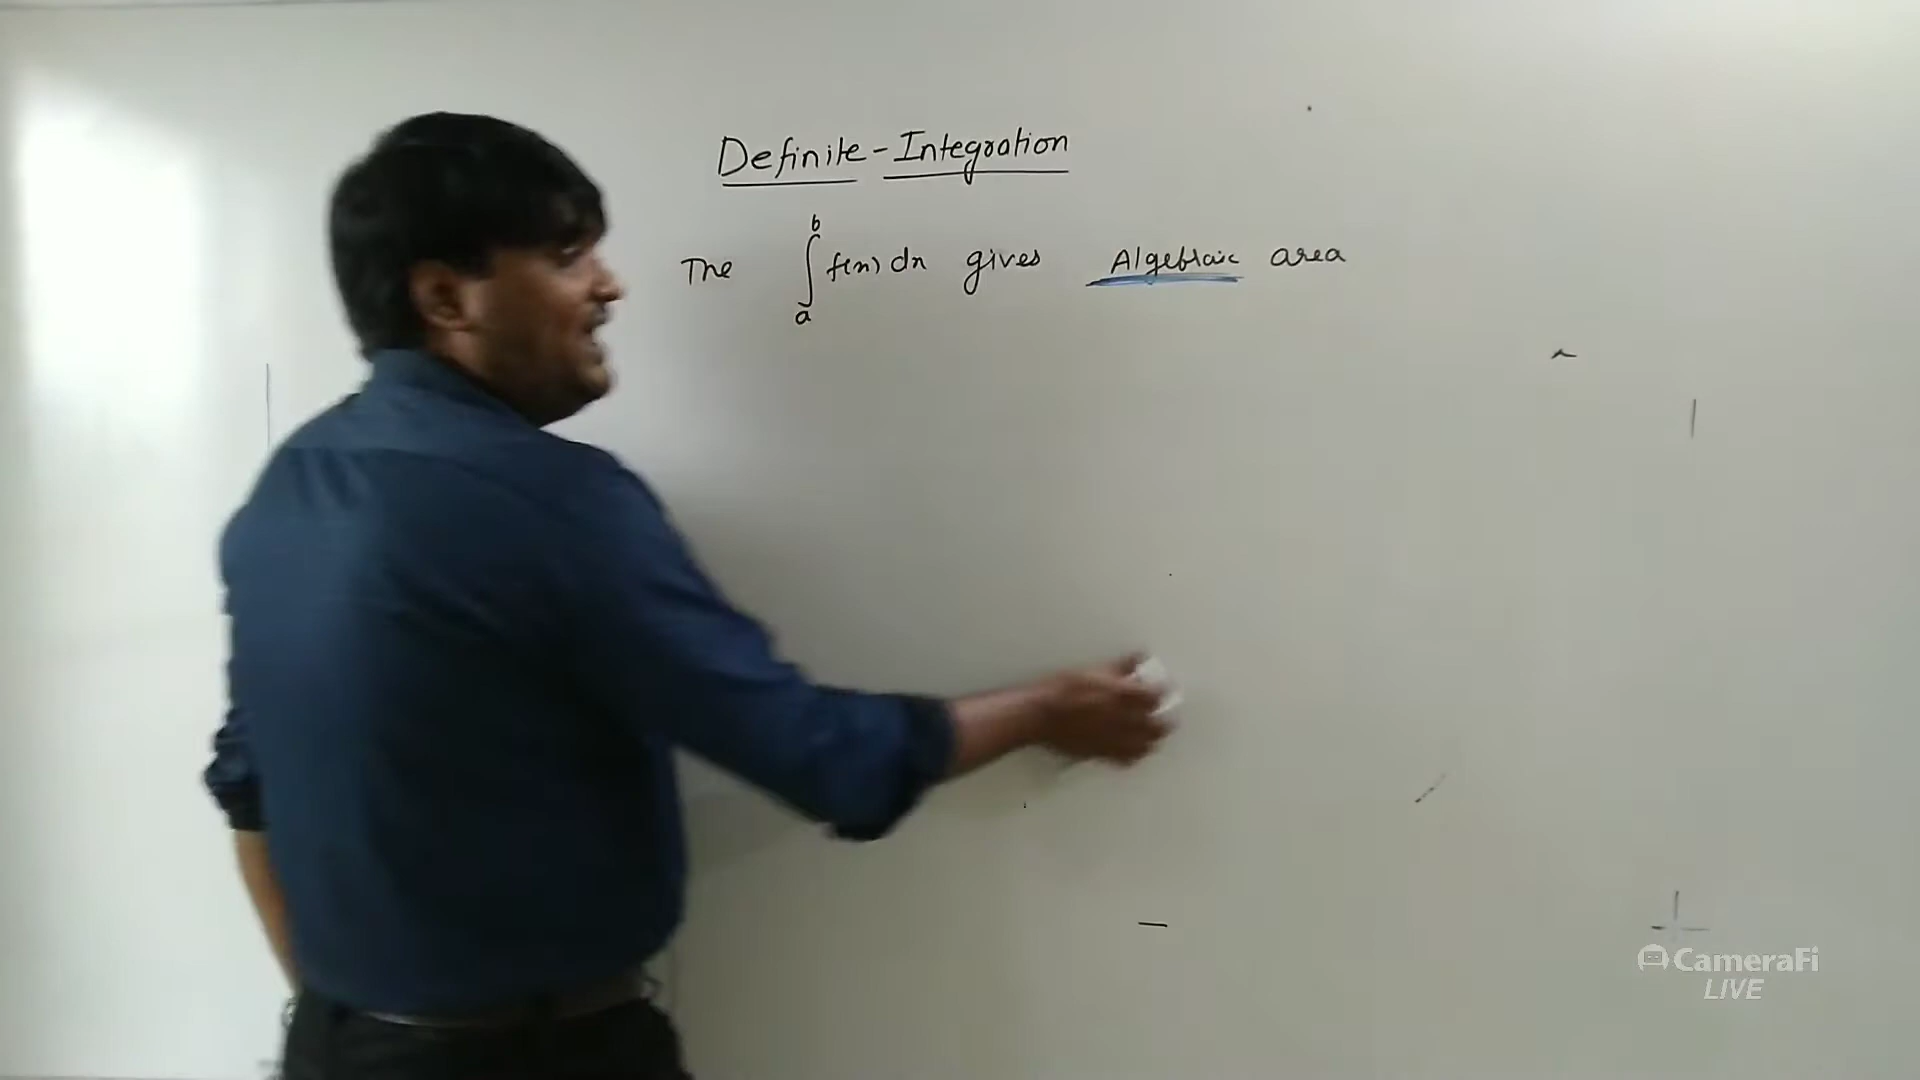 Definite-Integration
The ∫_a^b f(x) dx gives Algebraic area
CameraFi
LIVE